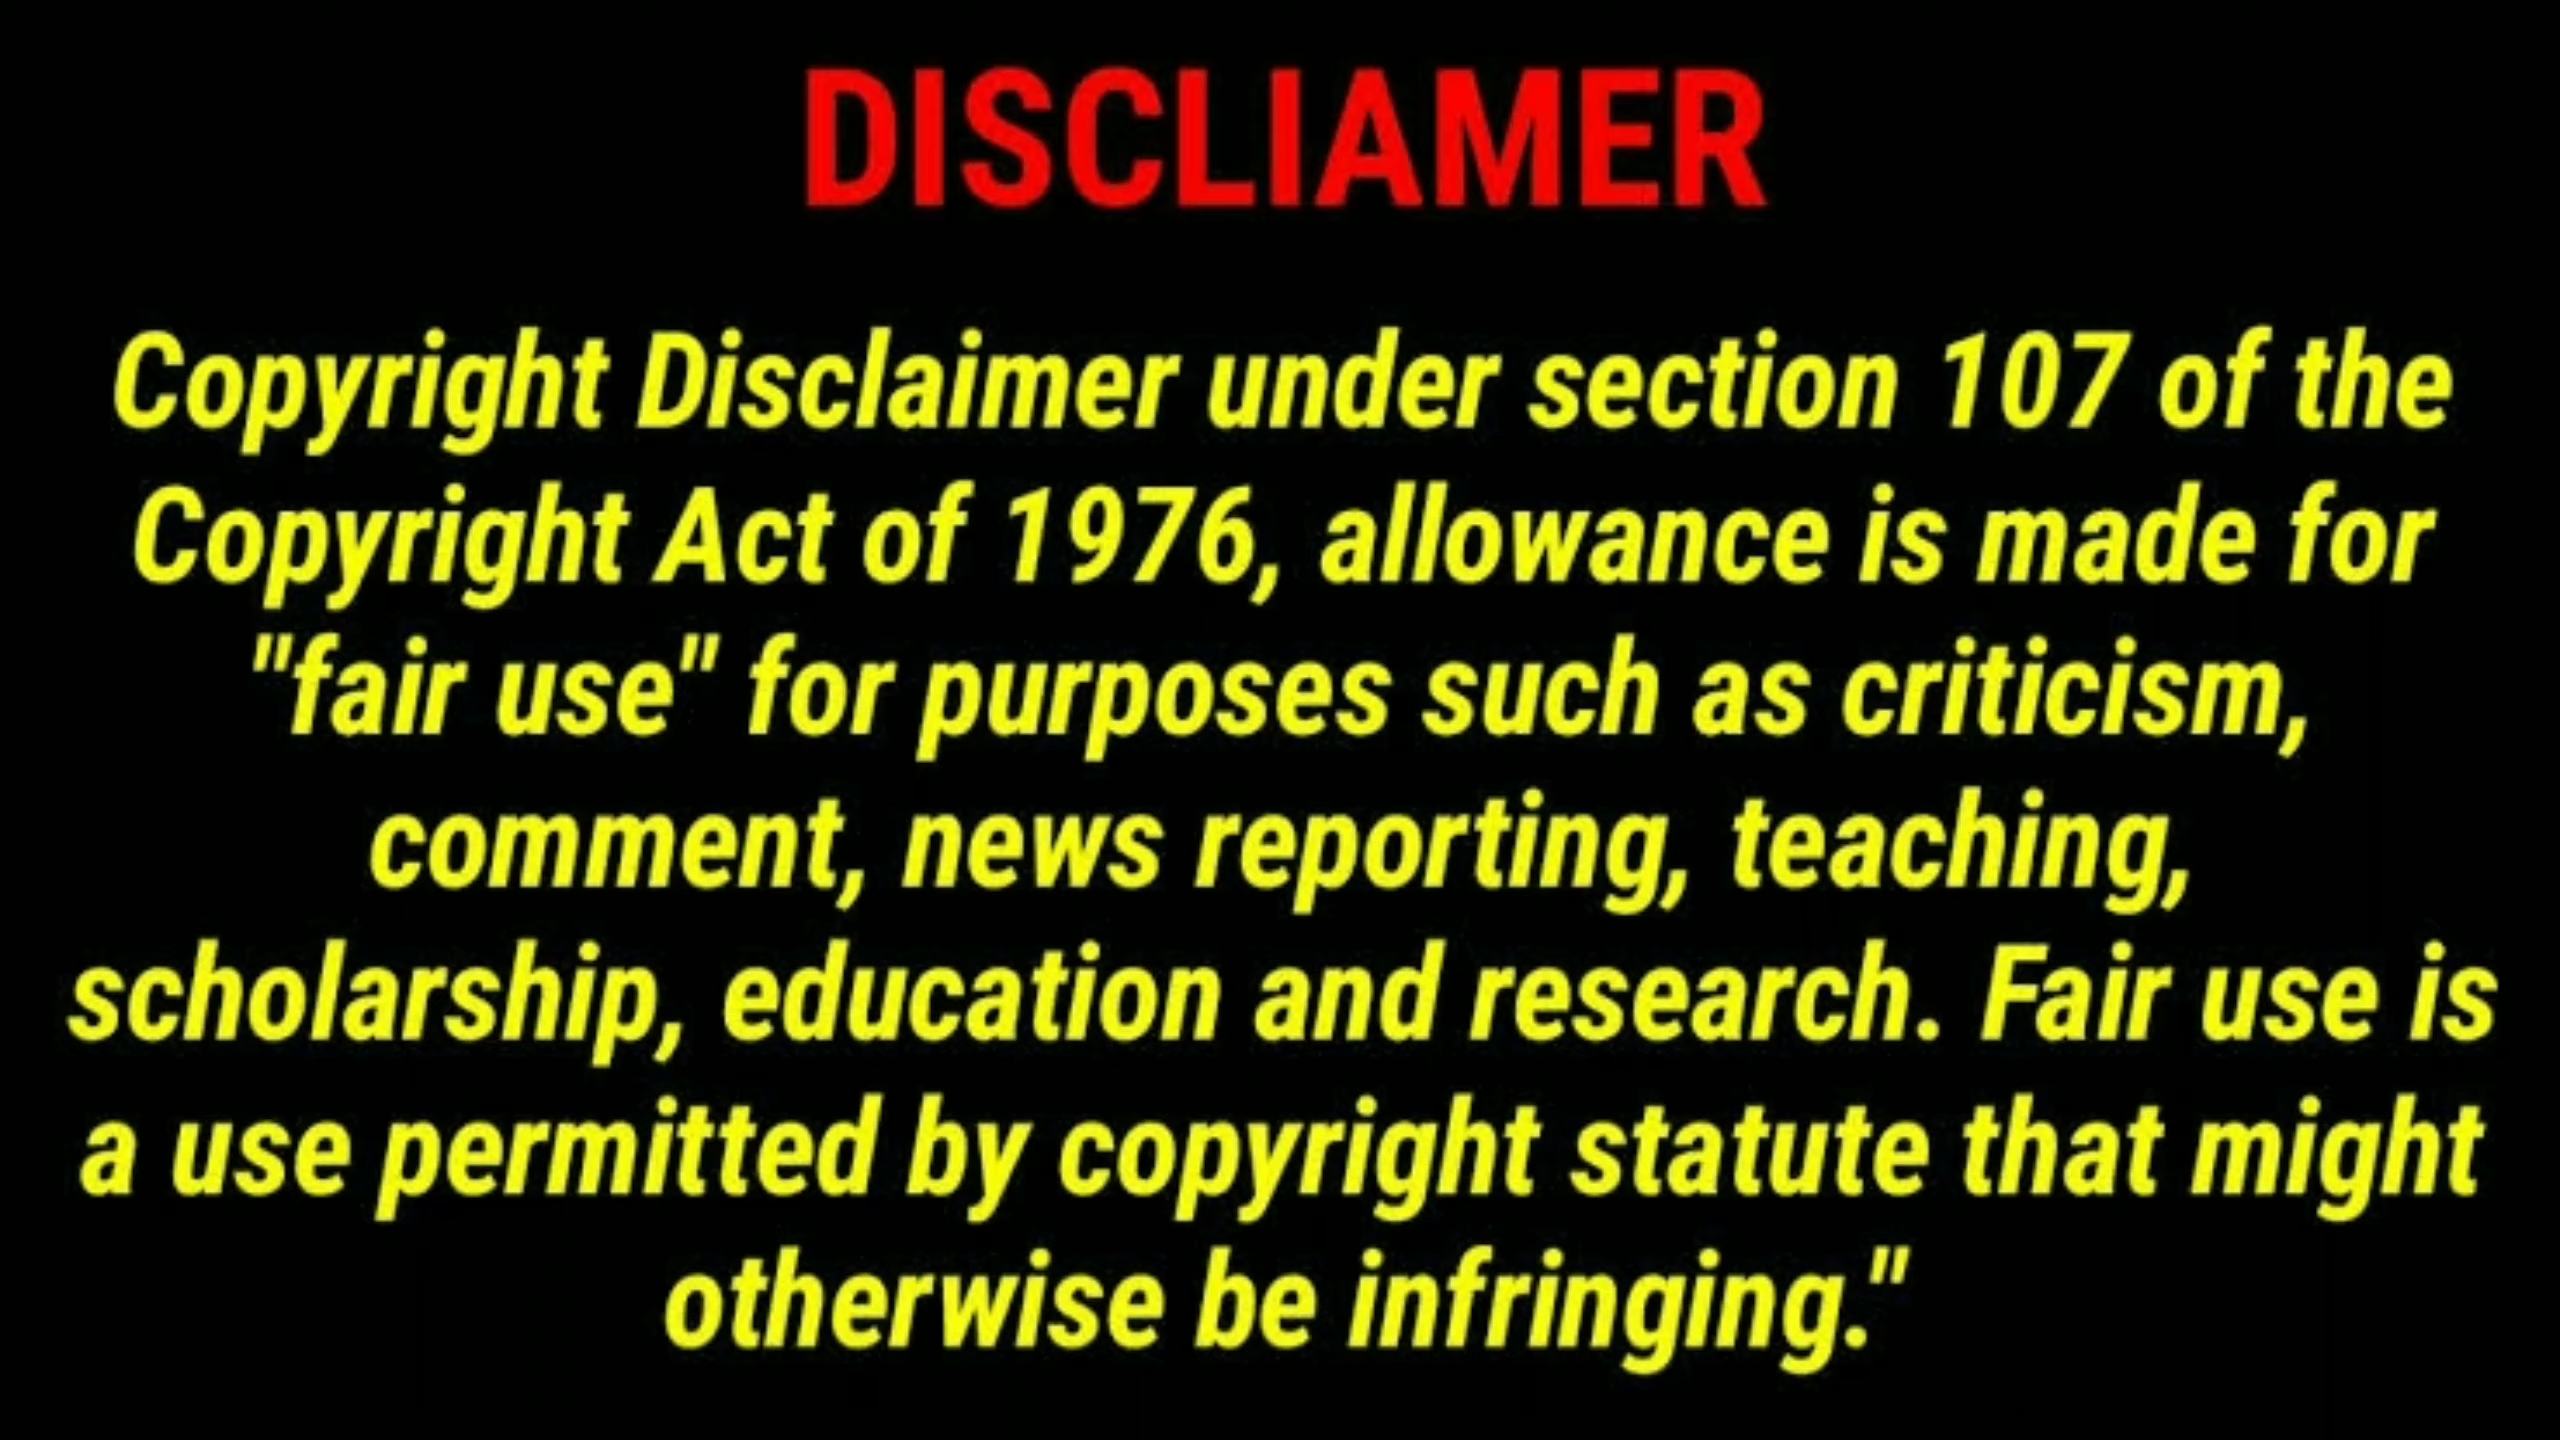 DISCLIAMER
Copyright Disclaimer under section 107 of the
Copyright Act of 1976, allowance is made for
"fair use" for purposes such as criticism,
comment, news reporting, teaching,
scholarship, education and research. Fair use is
a use permitted by copyright statute that might
otherwise be infringing."